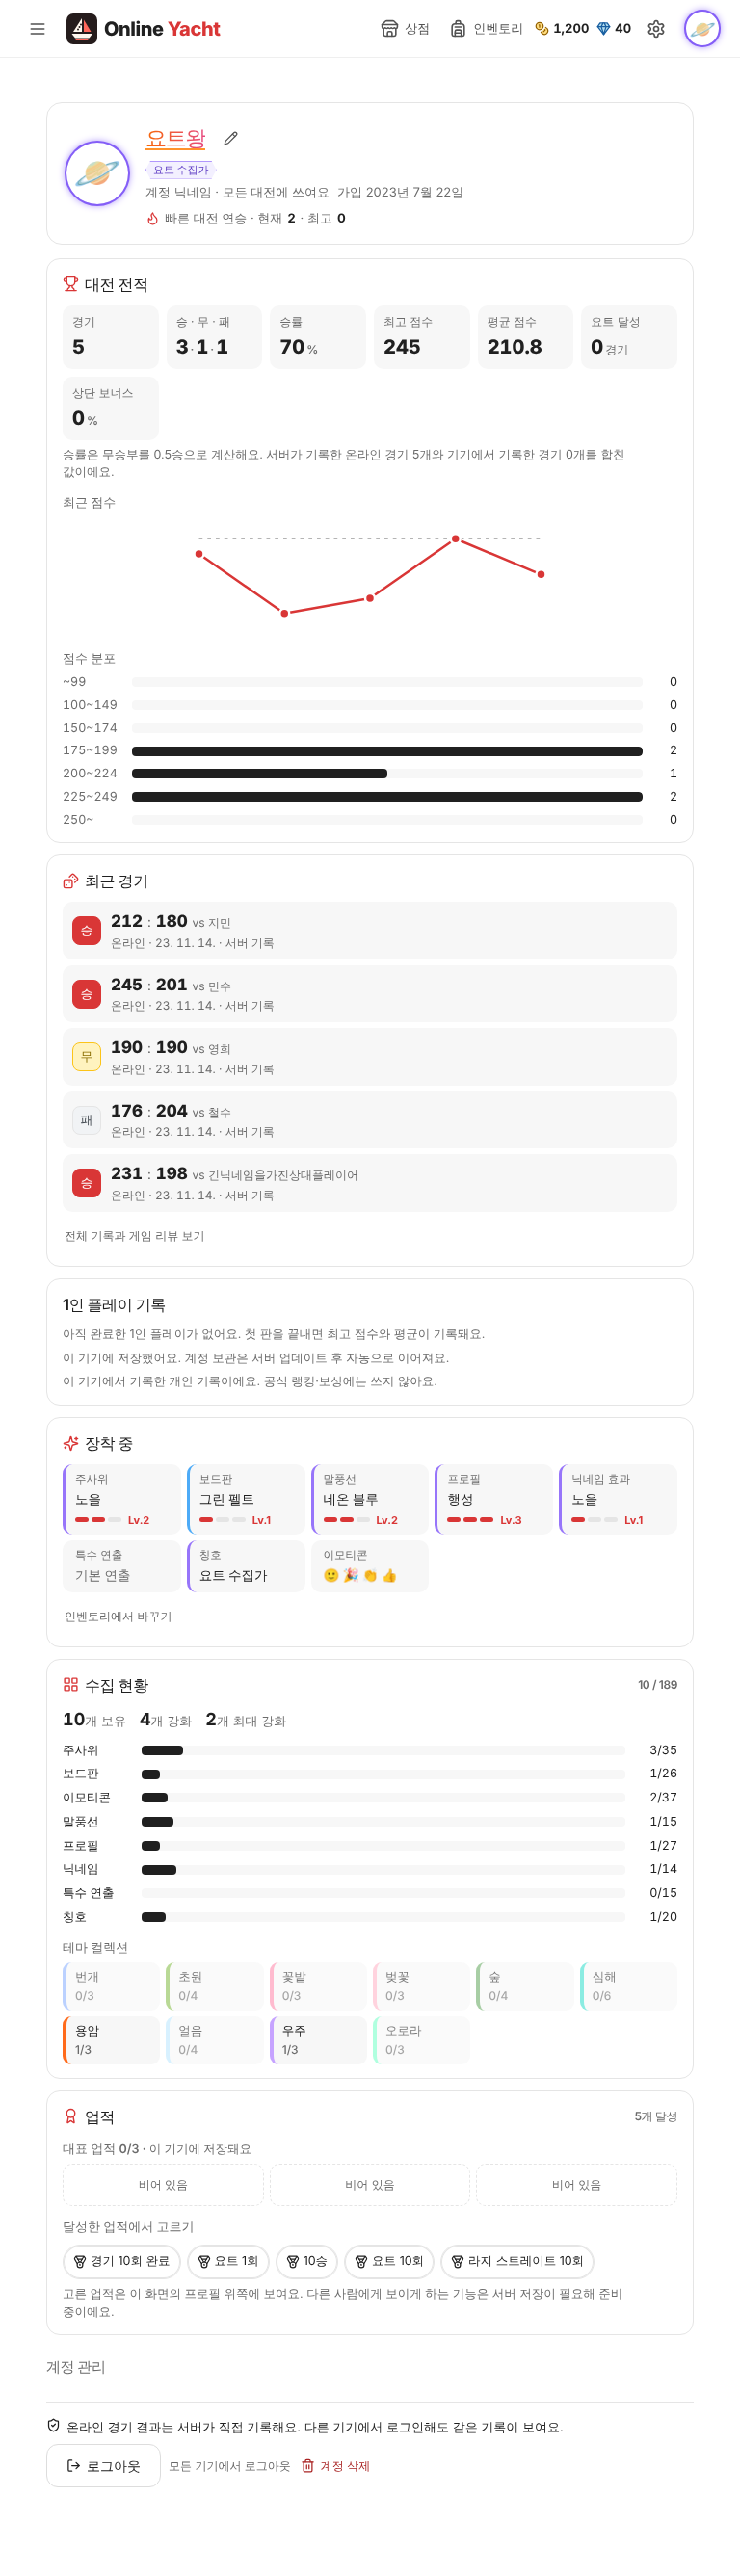 Online Yacht
상점
인벤토리
1,200
40
요트왕
요트 수집가
계정 닉네임 · 모든 대전에 쓰여요 가입 2023년 7월 22일
빠른 대전 연승 · 현재 2 · 최고 0
대전 전적
경기
5
승 · 무 · 패
3·1·1
승률
70%
최고 점수
245
평균 점수
210.8
요트 달성
0경기
상단 보너스
0%
승률은 무승부를 0.5승으로 계산해요. 서버가 기록한 온라인 경기 5개와 기기에서 기록한 경기 0개를 합친
값이에요.
최근 점수
점수 분포
~99 0
100~149 0
150~174 0
175~199 2
200~224 1
225~249 2
250~ 0
최근 경기
승
212 : 180 vs 지민
온라인 · 23. 11. 14. · 서버 기록
승
245 : 201 vs 민수
온라인 · 23. 11. 14. · 서버 기록
무
190 : 190 vs 영희
온라인 · 23. 11. 14. · 서버 기록
패
176 : 204 vs 철수
온라인 · 23. 11. 14. · 서버 기록
승
231 : 198 vs 긴닉네임을가진상대플레이어
온라인 · 23. 11. 14. · 서버 기록
전체 기록과 게임 리뷰 보기
1인 플레이 기록
아직 완료한 1인 플레이가 없어요. 첫 판을 끝내면 최고 점수와 평균이 기록돼요.
이 기기에 저장했어요. 계정 보관은 서버 업데이트 후 자동으로 이어져요.
이 기기에서 기록한 개인 기록이에요. 공식 랭킹·보상에는 쓰지 않아요.
장착 중
주사위
노을
Lv.2
보드판
그린 펠트
Lv.1
말풍선
네온 블루
Lv.2
프로필
행성
Lv.3
닉네임 효과
노을
Lv.1
특수 연출
기본 연출
칭호
요트 수집가
이모티콘
인벤토리에서 바꾸기
수집 현황
10 / 189
10개 보유 4개 강화 2개 최대 강화
주사위 3/35
보드판 1/26
이모티콘 2/37
말풍선 1/15
프로필 1/27
닉네임 1/14
특수 연출 0/15
칭호 1/20
테마 컬렉션
번개
0/3
초원
0/4
꽃밭
0/3
벚꽃
0/3
숲
0/4
심해
0/6
용암
1/3
얼음
0/4
우주
1/3
오로라
0/3
업적
5개 달성
대표 업적 0/3 · 이 기기에 저장돼요
비어 있음
비어 있음
비어 있음
달성한 업적에서 고르기
경기 10회 완료
요트 1회
10승
요트 10회
라지 스트레이트 10회
고른 업적은 이 화면의 프로필 위쪽에 보여요. 다른 사람에게 보이게 하는 기능은 서버 저장이 필요해 준비
중이에요.
계정 관리
온라인 경기 결과는 서버가 직접 기록해요. 다른 기기에서 로그인해도 같은 기록이 보여요.
로그아웃
모든 기기에서 로그아웃
계정 삭제